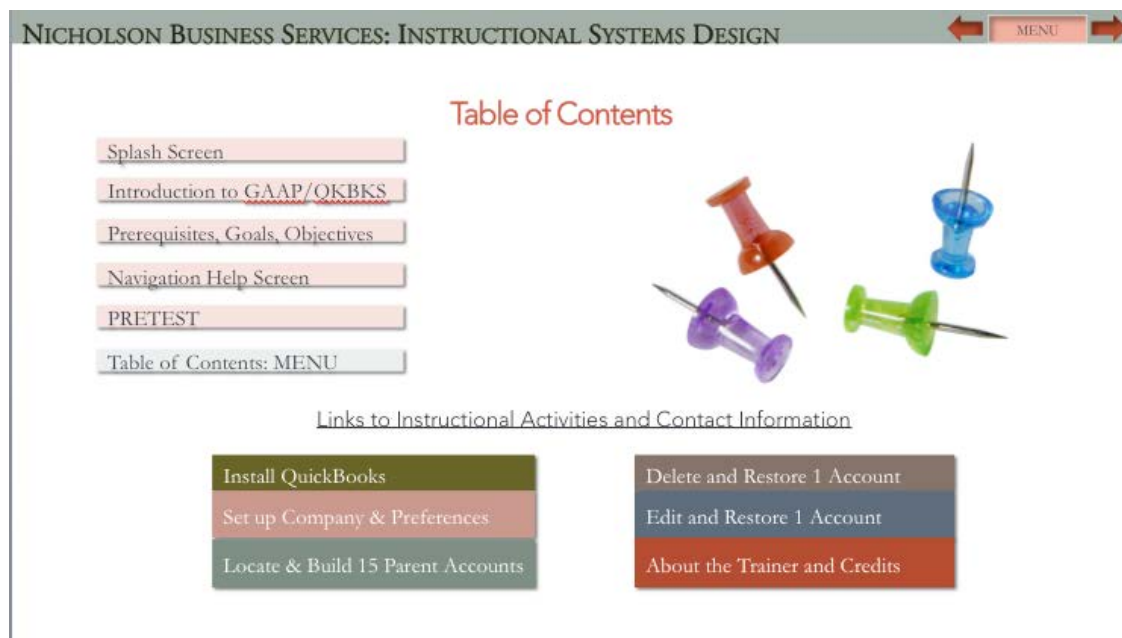 NICHOLSON BUSINESS SERVICES: INSTRUCTIONAL SYSTEMS DESIGN
MENU
Table of Contents
Splash Screen
Introduction to GAAP/QKBKS
Prerequisites, Goals, Objectives
Navigation Help Screen
PRETEST
Table of Contents: MENU
Links to Instructional Activities and Contact Information
Install QuickBooks
Set up Company & Preferences
Locate & Build 15 Parent Accounts
Delete and Restore 1 Account
Edit and Restore 1 Account
About the Trainer and Credits